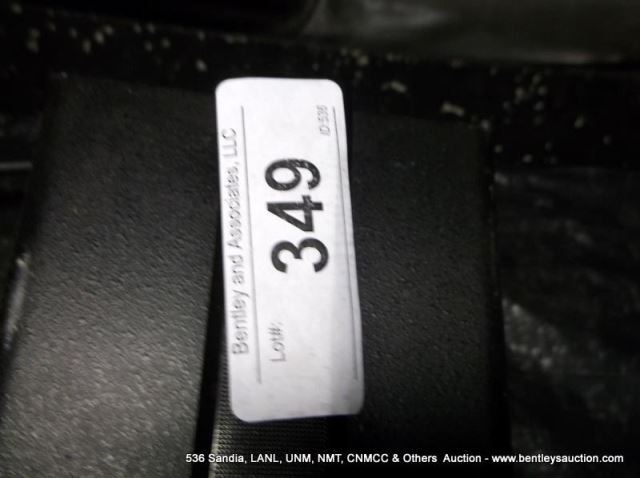 Bentley and Associates, LLC
Lot#:
349
ID:536
536 Sandia, LANL, UNM, NMT, CNMCC & Others Auction - www.bentleysauction.com